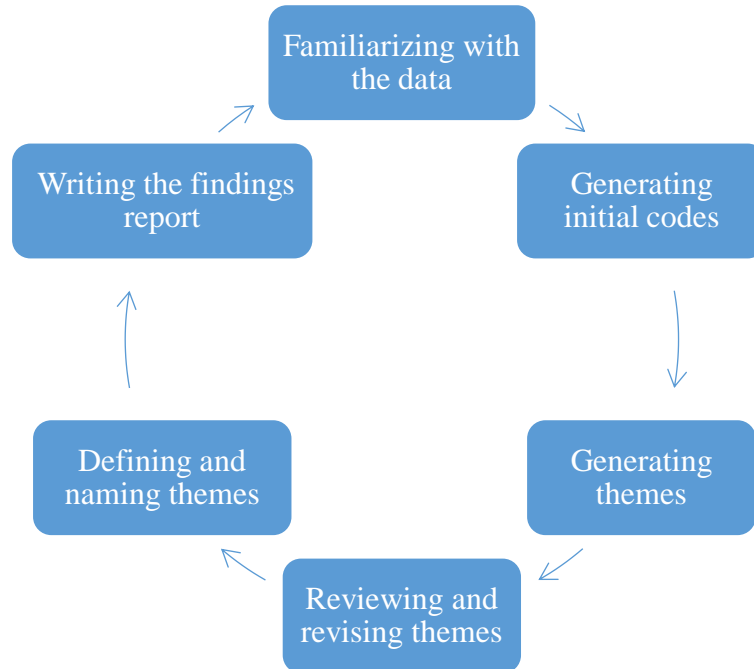 Familiarizing with
the data
Generating
initial codes
Generating
themes
Reviewing and
revising themes
Defining and
naming themes
Writing the findings
report